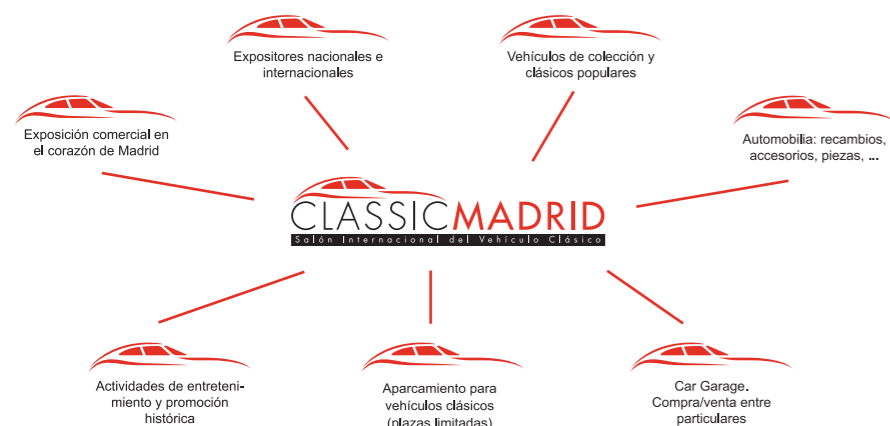 Expositores nacionales e
internacionales
Vehículos de colección y
clásicos populares
Exposición comercial en
el corazón de Madrid
Automobilia: recambios,
accesorios, piezas, ...
CLASSICMADRID
Salón Internacional del Vehículo Clásico
Actividades de entreteni-
miento y promoción
histórica
Aparcamiento para
vehículos clásicos
(plazas limitadas)
Car Garage.
Compra/venta entre
particulares